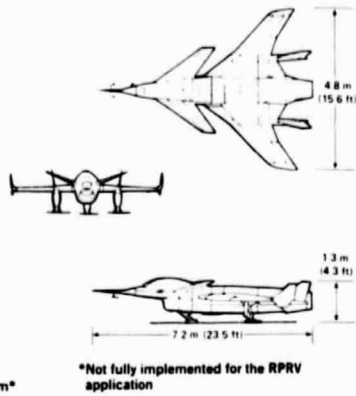 4.8 m
(15.6 ft)
1.3 m
(4.3 ft)
7.2 m (23.5 ft)
*Not fully implemented for the RPRV
application
m*